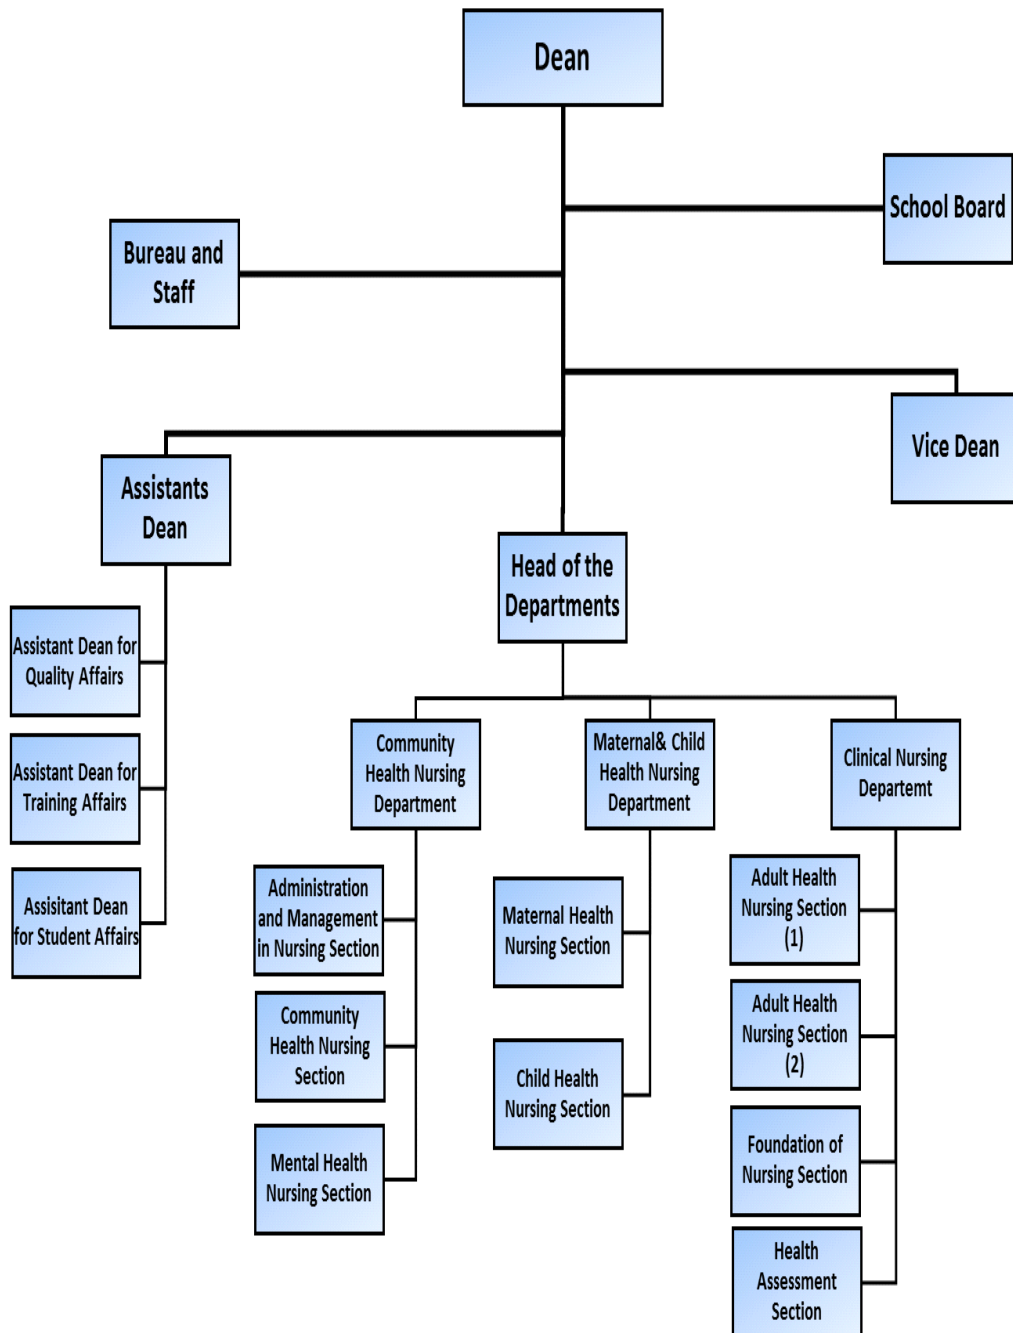 Dean
School Board
Bureau and
Staff
Vice Dean
Assistants
Dean
Head of the
Departments
Assistant Dean for
Quality Affairs
Assistant Dean for
Training Affairs
Assisitant Dean
for Student Affairs
Community
Health Nursing
Department
Maternal& Child
Health Nursing
Department
Clinical Nursing
Departemt
Administration
and Management
in Nursing Section
Community
Health Nursing
Section
Mental Health
Nursing Section
Maternal Health
Nursing Section
Child Health
Nursing Section
Adult Health
Nursing Section
(1)
Adult Health
Nursing Section
(2)
Foundation of
Nursing Section
Health
Assessment
Section